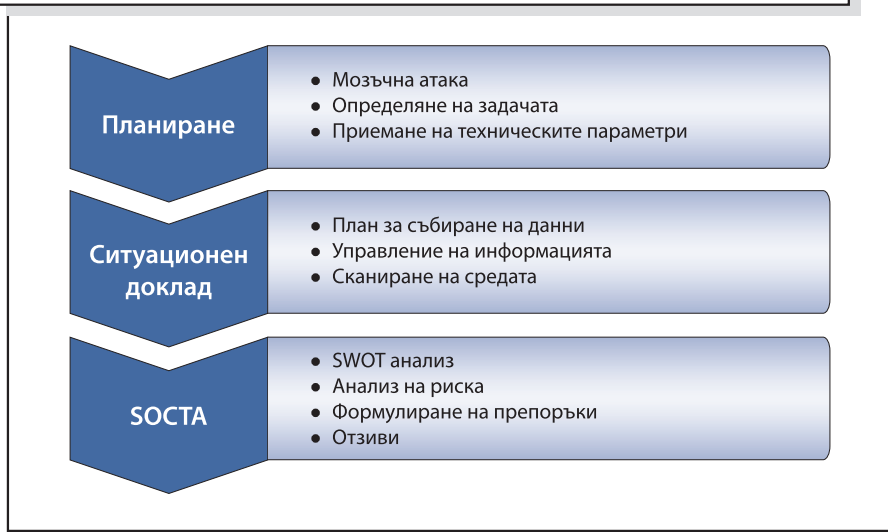 Планиране
● Мозъчна атака
● Определяне на задачата
● Приемане на техническите параметри
Ситуационен
доклад
● План за събиране на данни
● Управление на информацията
● Сканиране на средата
SOCTA
● SWOT анализ
● Анализ на риска
● Формулиране на препоръки
● Отзиви